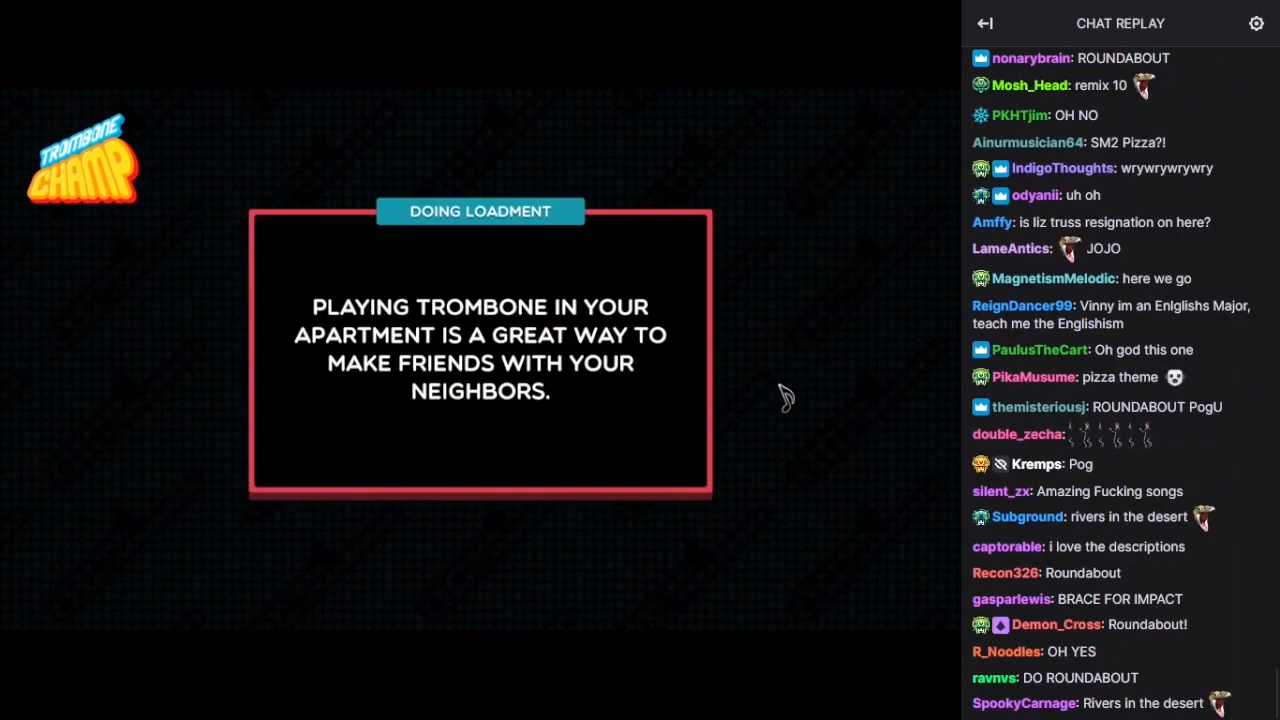 TROMBONE
CHAMP
DOING LOADMENT
PLAYING TROMBONE IN YOUR
APARTMENT IS A GREAT WAY TO
MAKE FRIENDS WITH YOUR
NEIGHBORS.
CHAT REPLAY
nonarybrain: ROUNDABOUT
Mosh_Head: remix 10
PKHTjim: OH NO
Ainurmusician64: SM2 Pizza?!
IndigoThoughts: wrywrywrywry
odyanii: uh oh
Amffy: is liz truss resignation on here?
LameAntics: JOJO
MagnetismMelodic: here we go
ReignDancer99: Vinny im an Enlglishs Major,
teach me the Englishism
PaulusTheCart: Oh god this one
PikaMusume: pizza theme
themisteriousj: ROUNDABOUT PogU
double_zecha:
Kremps: Pog
silent_zx: Amazing Fucking songs
Subground: rivers in the desert
captorable: i love the descriptions
Recon326: Roundabout
gasparlewis: BRACE FOR IMPACT
Demon_Cross: Roundabout!
R_Noodles: OH YES
ravnvs: DO ROUNDABOUT
SpookyCarnage: Rivers in the desert